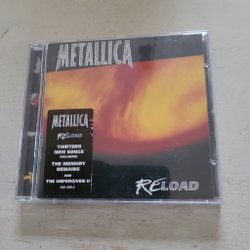 METALLICA
METALLICA
RELOAD
THIRTEEN
NEW SONGS
INCLUDING
THE MEMORY
REMAINS
AND
THE UNFORGIVEN II
RELOAD